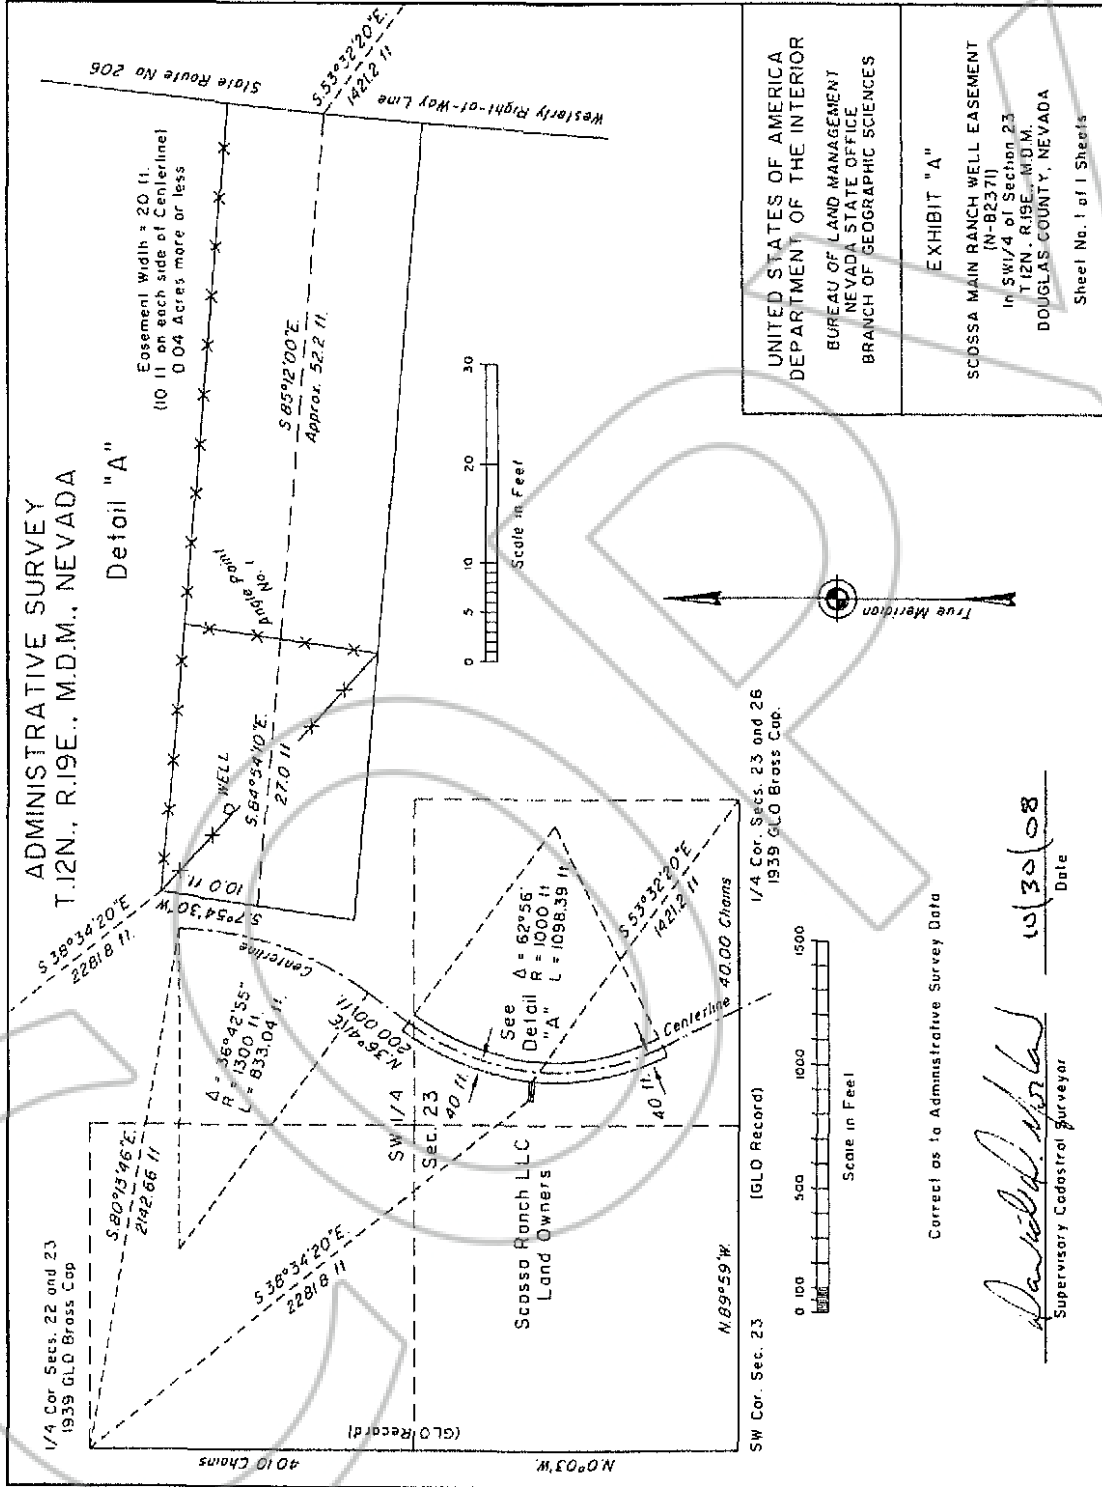 ADMINISTRATIVE SURVEY
T.12N., R.19E., M.D.M., NEVADA
Detail "A"
Easement Width = 20 ft.
(10 ft on each side of Centerline)
0 04 Acres more or less
State Route No 206
Westerly Right-of-Way Line
S.53°32'20"E.
1421.2 ft
S 85°12'00"E.
Approx. 52.2 ft.
Angle Point
No. 1
S.84°54'10"E.
27.0 ft
WELL
10.0 ft.
S.7°54'30"W
S 38°34'20"E
2281 8 ft.
0 5 10 20 30
Scale in Feet
1/4 Cor Secs. 22 and 23
1939 GLO Brass Cap
S.80°13'46"E.
2142.66 ft
Δ = 36°42'55"
R = 1300 ft
L = 833.04 ft.
Centerline
N36°41'E
200 00 ft.
S 38°34'20"E.
2281 8 ft
SW 1/4
Sec. 23
40 ft.
See
Detail
"A"
Δ = 62°56'
R = 1000 ft
L = 1098.39 ft.
S 53°32'20"E
1421.2 ft
40 ft.
Centerline
40.00 Chains
Scossa Ranch LLC
Land Owners
40 10 Chains
(GLO Record)
N.0°03'W.
N.89°59'W.
SW Cor. Sec. 23
(GLO Record)
1/4 Cor. Secs. 23 and 26
1939 GLO Brass Cap.
0 100 500 1000 1500
Scale in Feet
True Meridian
Correct as to Administrative Survey Data
10/30/08
Supervisory Cadastral Surveyor
Date
UNITED STATES OF AMERICA
DEPARTMENT OF THE INTERIOR
BUREAU OF LAND MANAGEMENT
NEVADA STATE OFFICE
BRANCH OF GEOGRAPHIC SCIENCES
EXHIBIT "A"
SCOSSA MAIN RANCH WELL EASEMENT
(N-82371)
In SW1/4 of Section 23
T 12N., R.19E., M.D.M.
DOUGLAS COUNTY, NEVADA
Sheet No. 1 of 1 Sheets
COPY